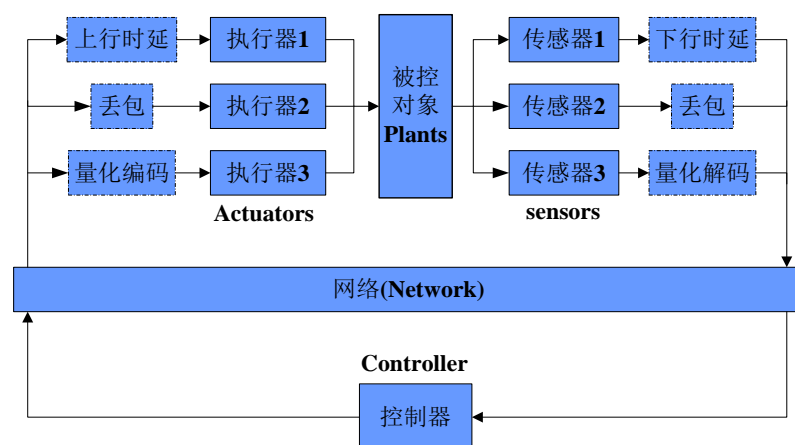 上行时延
执行器1
传感器1
下行时延
被控
对象
Plants
丢包
执行器2
传感器2
丢包
量化编码
执行器3
传感器3
量化解码
Actuators
sensors
网络(Network)
Controller
控制器